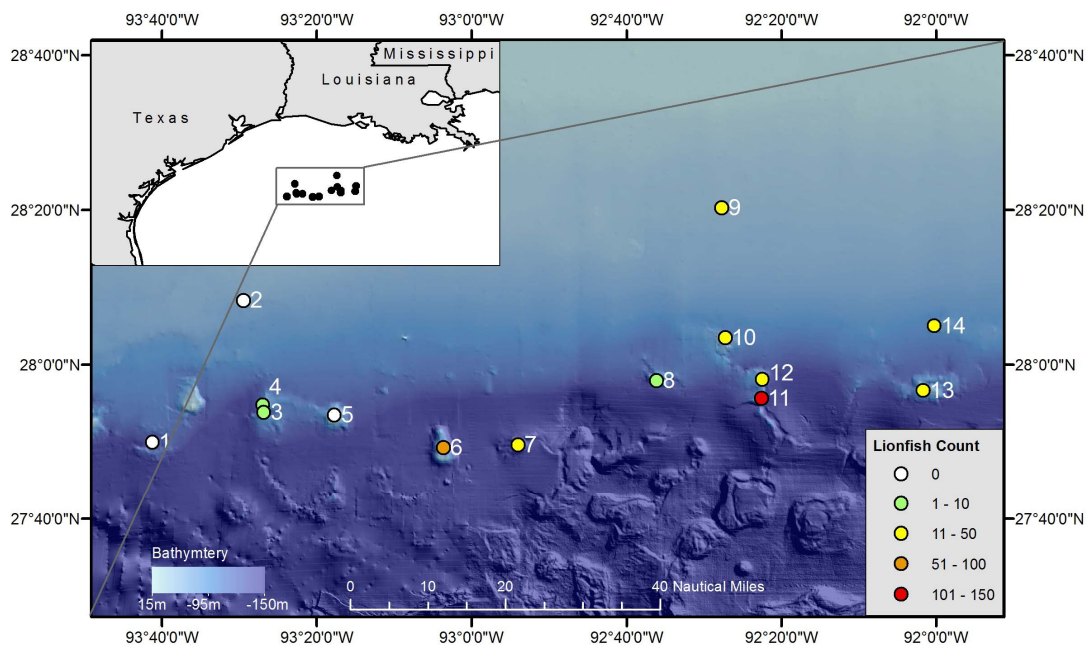 93°40'0"W 93°20'0"W 93°0'0"W 92°40'0"W 92°20'0"W 92°0'0"W
28°40'0"N 28°40'0"N
Mississippi
Louisiana
Texas
28°20'0"N 9 28°20'0"N
2
14
10
28°0'0"N 28°0'0"N
12
8
4 13
11
3 5
1 6 7
Lionfish Count
0
1 - 10
11 - 50
51 - 100
101 - 150
27°40'0"N 27°40'0"N
Bathymtery
15m -95m -150m
0 10 20 40 Nautical Miles
93°40'0"W 93°20'0"W 93°0'0"W 92°40'0"W 92°20'0"W 92°0'0"W